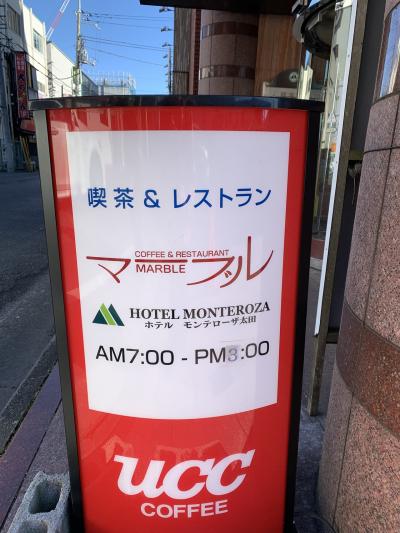 喫茶 & レストラン
COFFEE & RESTAURANT
マーブル
MARBLE
HOTEL MONTEROZA
ホテル モンテローザ太田
AM7:00 - PM3:00
ucc
COFFEE